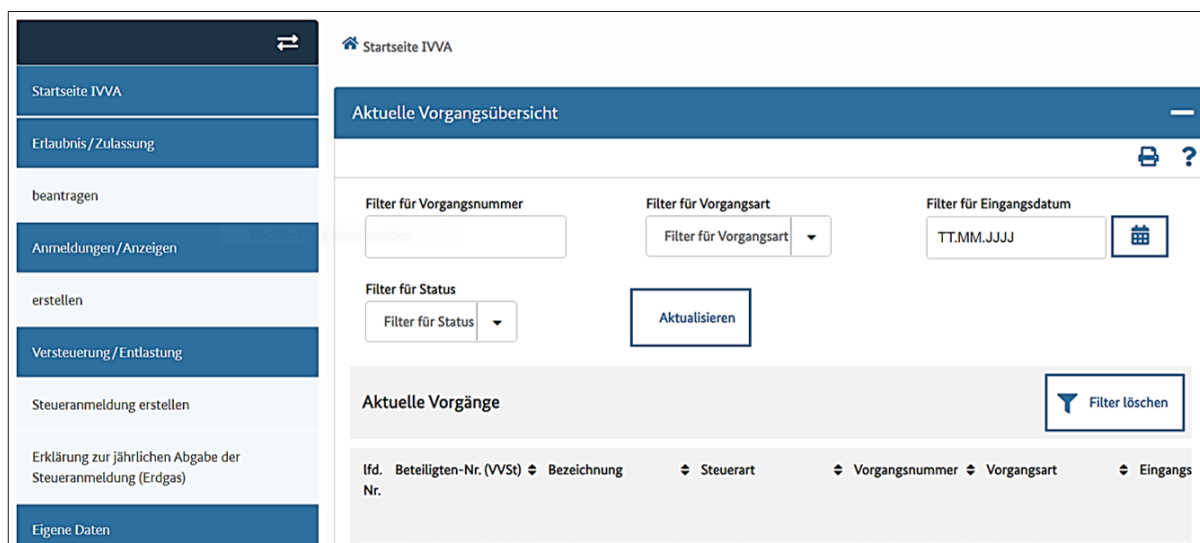 Startseite IVVA
Erlaubnis/Zulassung
beantragen
Anmeldungen/Anzeigen
erstellen
Versteuerung/Entlastung
Steueranmeldung erstellen
Erklärung zur jährlichen Abgabe der
Steueranmeldung (Erdgas)
Eigene Daten
Startseite IVVA
Aktuelle Vorgangsübersicht
?
Filter für Vorgangsnummer
Filter für Vorgangsart
Filter für Eingangsdatum
Filter für Vorgangsart
TT.MM.JJJJ
Filter für Status
Filter für Status
Aktualisieren
Aktuelle Vorgänge
Filter löschen
lfd. Beteiligten-Nr. (VVSt) Bezeichnung Steuerart Vorgangsnummer Vorgangsart Eingangs
Nr.